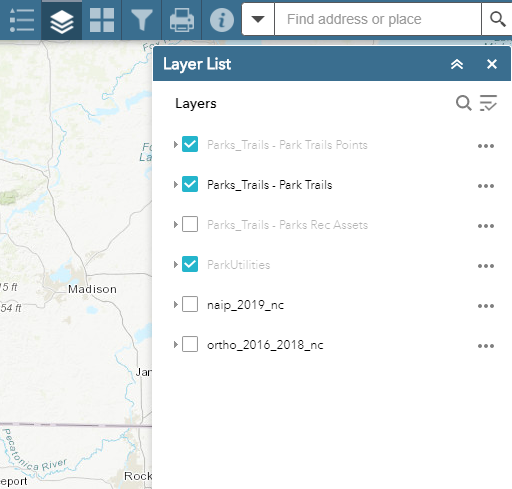 Find address or place
Layer List
Layers
Parks_Trails - Park Trails Points
Parks_Trails - Park Trails
Parks_Trails - Parks Rec Assets
ParkUtilities
naip_2019_nc
ortho_2016_2018_nc
Fo
La
15 ft
54 ft
Madison
Jan
Pecatonica River
Rock
eport